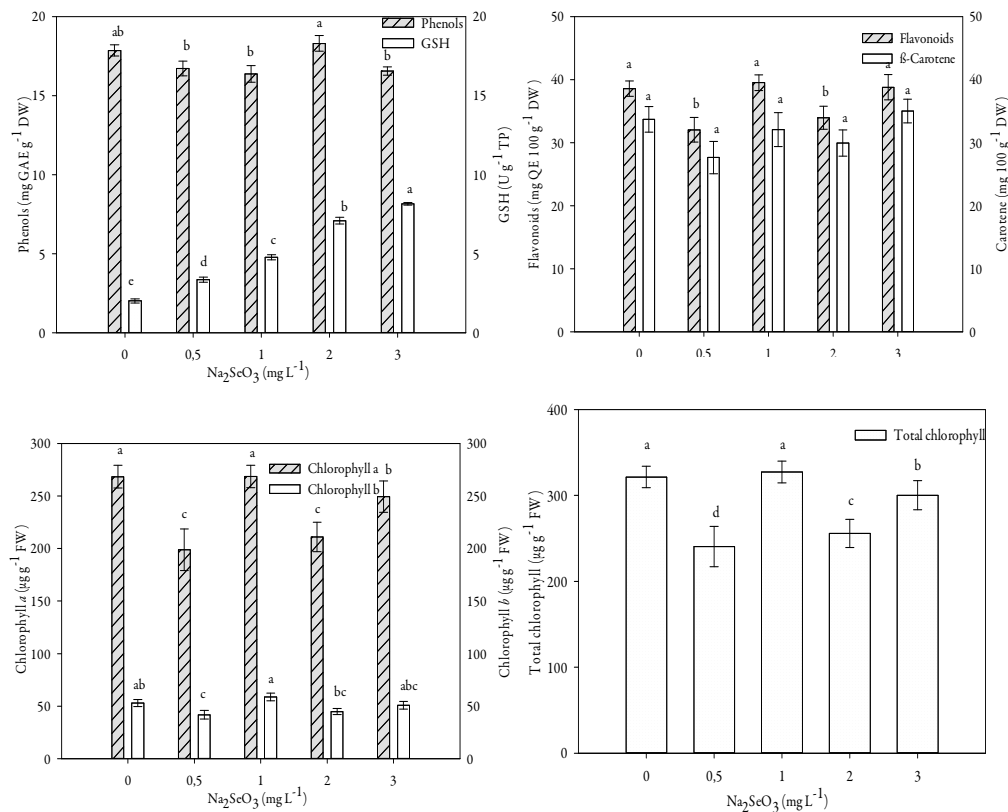 Phenols
GSH
Phenols (mg GAE g-1 DW)
20
15
10
5
0
ab
b
b
a
b
e
d
c
b
a
20
15
10
5
0
GSH (U g-1 TP)
0
0,5
1
2
3
Na2SeO3 (mg L-1)
Flavonoids
ß-Carotene
Flavonoids (mg QE 100 g-1 DW)
50
40
30
20
10
0
a
a
b
a
a
a
b
a
a
a
50
40
30
20
10
0
Carotene (mg 100 g-1 DW)
0
0.5
1
2
3
Chlorophyll a
Chlorophyll b
Chlorophyll a (µg g-1 FW)
300
250
200
150
100
50
0
a
c
a
c
b
ab
c
a
bc
abc
300
250
200
150
100
50
0
Chlorophyll b (µg g-1 FW)
0
0,5
1
2
3
Na2SeO3 (mg L-1)
Total chlorophyll
Total chlorophyll (µg g-1 FW)
400
300
200
100
0
a
d
a
c
b
0
0,5
1
2
3
Na2SeO3 (mg L-1)